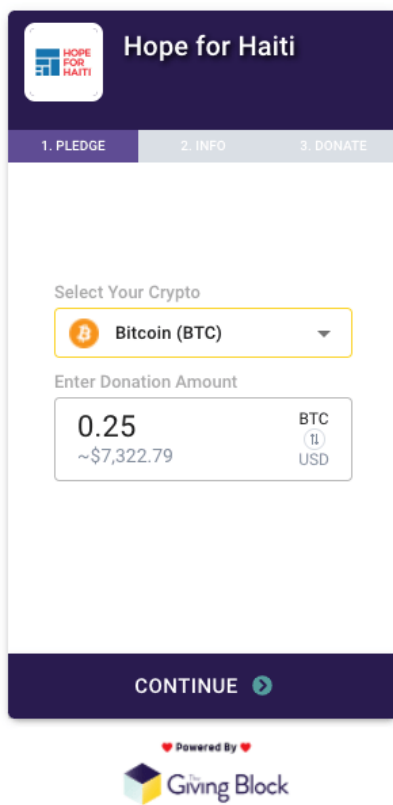 HOPE
FOR
HAITI
Hope for Haiti
1. PLEDGE
2. INFO
3. DONATE
Select Your Crypto
Bitcoin (BTC)
Enter Donation Amount
0.25
BTC
~$7,322.79
USD
CONTINUE
Powered By
The Giving Block